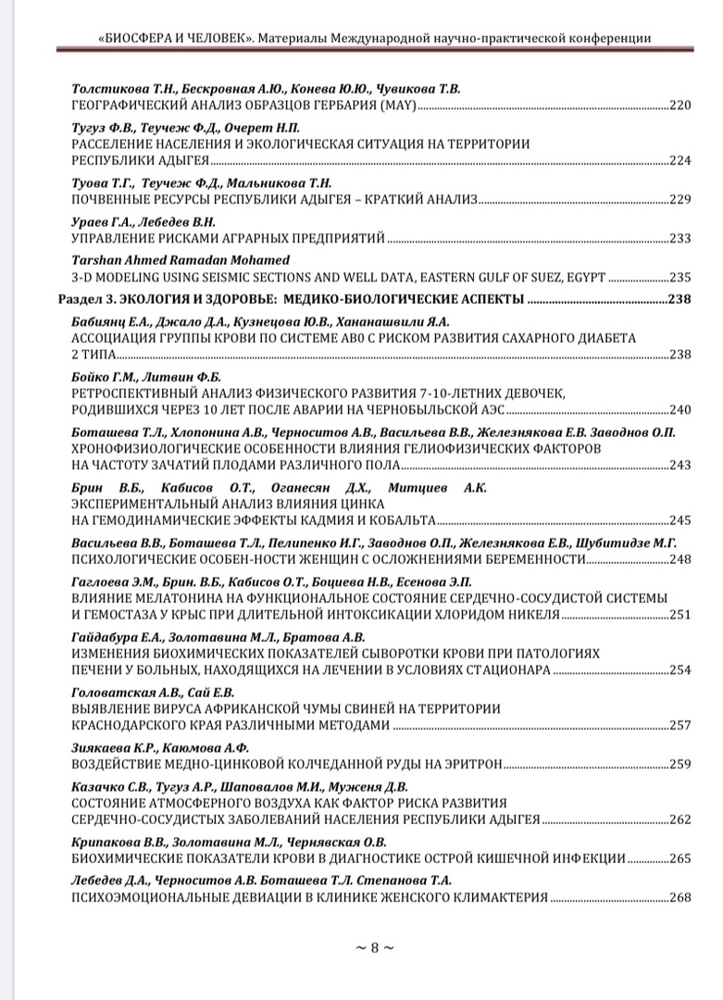 «БИОСФЕРА И ЧЕЛОВЕК». Материалы Международной научно-практической конференции
Толстикова Т.Н., Бескровная А.Ю., Конева Ю.Ю., Чувикова Т.В.
ГЕОГРАФИЧЕСКИЙ АНАЛИЗ ОБРАЗЦОВ ГЕРБАРИЯ (MAY)...220
Тугуз Ф.В., Теучеж Ф.Д., Очерет Н.П.
РАССЕЛЕНИЕ НАСЕЛЕНИЯ И ЭКОЛОГИЧЕСКАЯ СИТУАЦИЯ НА ТЕРРИТОРИИ
РЕСПУБЛИКИ АДЫГЕЯ...224
Туова Т.Г., Теучеж Ф.Д., Мальникова Т.Н.
ПОЧВЕННЫЕ РЕСУРСЫ РЕСПУБЛИКИ АДЫГЕЯ – КРАТКИЙ АНАЛИЗ...229
Ураев Г.А., Лебедев В.Н.
УПРАВЛЕНИЕ РИСКАМИ АГРАРНЫХ ПРЕДПРИЯТИЙ...233
Tarshan Ahmed Ramadan Mohamed
3-D MODELING USING SEISMIC SECTIONS AND WELL DATA, EASTERN GULF OF SUEZ, EGYPT...235
Раздел 3. ЭКОЛОГИЯ И ЗДОРОВЬЕ: МЕДИКО-БИОЛОГИЧЕСКИЕ АСПЕКТЫ...238
Бабиянц Е.А., Джало Д.А., Кузнецова Ю.В., Хананашвили Я.А.
АССОЦИАЦИЯ ГРУППЫ КРОВИ ПО СИСТЕМЕ АВ0 С РИСКОМ РАЗВИТИЯ САХАРНОГО ДИАБЕТА
2 ТИПА...238
Бойко Г.М., Литвин Ф.Б.
РЕТРОСПЕКТИВНЫЙ АНАЛИЗ ФИЗИЧЕСКОГО РАЗВИТИЯ 7-10-ЛЕТНИХ ДЕВОЧЕК,
РОДИВШИХСЯ ЧЕРЕЗ 10 ЛЕТ ПОСЛЕ АВАРИИ НА ЧЕРНОБЫЛЬСКОЙ АЭС...240
Боташева Т.Л., Хлопонина А.В., Черноситов А.В., Васильева В.В., Железнякова Е.В. Заводнов О.П.
ХРОНОФИЗИОЛОГИЧЕСКИЕ ОСОБЕННОСТИ ВЛИЯНИЯ ГЕЛИОФИЗИЧЕСКИХ ФАКТОРОВ
НА ЧАСТОТУ ЗАЧАТИЙ ПЛОДАМИ РАЗЛИЧНОГО ПОЛА...243
Брин В.Б., Кабисов О.Т., Оганесян Д.Х., Митциев А.К.
ЭКСПЕРИМЕНТАЛЬНЫЙ АНАЛИЗ ВЛИЯНИЯ ЦИНКА
НА ГЕМОДИНАМИЧЕСКИЕ ЭФФЕКТЫ КАДМИЯ И КОБАЛЬТА...245
Васильева В.В., Боташева Т.Л., Пелипенко И.Г., Заводнов О.П., Железнякова Е.В., Шубитидзе М.Г.
ПСИХОЛОГИЧЕСКИЕ ОСОБЕН-НОСТИ ЖЕНЩИН С ОСЛОЖНЕНИЯМИ БЕРЕМЕННОСТИ...248
Гаглоева Э.М., Брин. В.Б., Кабисов О.Т., Боциева Н.В., Есенова Э.П.
ВЛИЯНИЕ МЕЛАТОНИНА НА ФУНКЦИОНАЛЬНОЕ СОСТОЯНИЕ СЕРДЕЧНО-СОСУДИСТОЙ СИСТЕМЫ
И ГЕМОСТАЗА У КРЫС ПРИ ДЛИТЕЛЬНОЙ ИНТОКСИКАЦИИ ХЛОРИДОМ НИКЕЛЯ...251
Гайдабура Е.А., Золотавина М.Л., Братова А.В.
ИЗМЕНЕНИЯ БИОХИМИЧЕСКИХ ПОКАЗАТЕЛЕЙ СЫВОРОТКИ КРОВИ ПРИ ПАТОЛОГИЯХ
ПЕЧЕНИ У БОЛЬНЫХ, НАХОДЯЩИХСЯ НА ЛЕЧЕНИИ В УСЛОВИЯХ СТАЦИОНАРА...254
Головатская А.В., Сай Е.В.
ВЫЯВЛЕНИЕ ВИРУСА АФРИКАНСКОЙ ЧУМЫ СВИНЕЙ НА ТЕРРИТОРИИ
КРАСНОДАРСКОГО КРАЯ РАЗЛИЧНЫМИ МЕТОДАМИ...257
Зиякаева К.Р., Каюмова А.Ф.
ВОЗДЕЙСТВИЕ МЕДНО-ЦИНКОВОЙ КОЛЧЕДАННОЙ РУДЫ НА ЭРИТРОН...259
Казачко С.В., Тугуз А.Р., Шаповалов М.И., Муженя Д.В.
СОСТОЯНИЕ АТМОСФЕРНОГО ВОЗДУХА КАК ФАКТОР РИСКА РАЗВИТИЯ
СЕРДЕЧНО-СОСУДИСТЫХ ЗАБОЛЕВАНИЙ НАСЕЛЕНИЯ РЕСПУБЛИКИ АДЫГЕЯ...262
Крипакова В.В., Золотавина М.Л., Чернявская О.В.
БИОХИМИЧЕСКИЕ ПОКАЗАТЕЛИ КРОВИ В ДИАГНОСТИКЕ ОСТРОЙ КИШЕЧНОЙ ИНФЕКЦИИ...265
Лебедев Д.А., Черноситов А.В. Боташева Т.Л. Степанова Т.А.
ПСИХОЭМОЦИОНАЛЬНЫЕ ДЕВИАЦИИ В КЛИНИКЕ ЖЕНСКОГО КЛИМАКТЕРИЯ...268
~ 8 ~